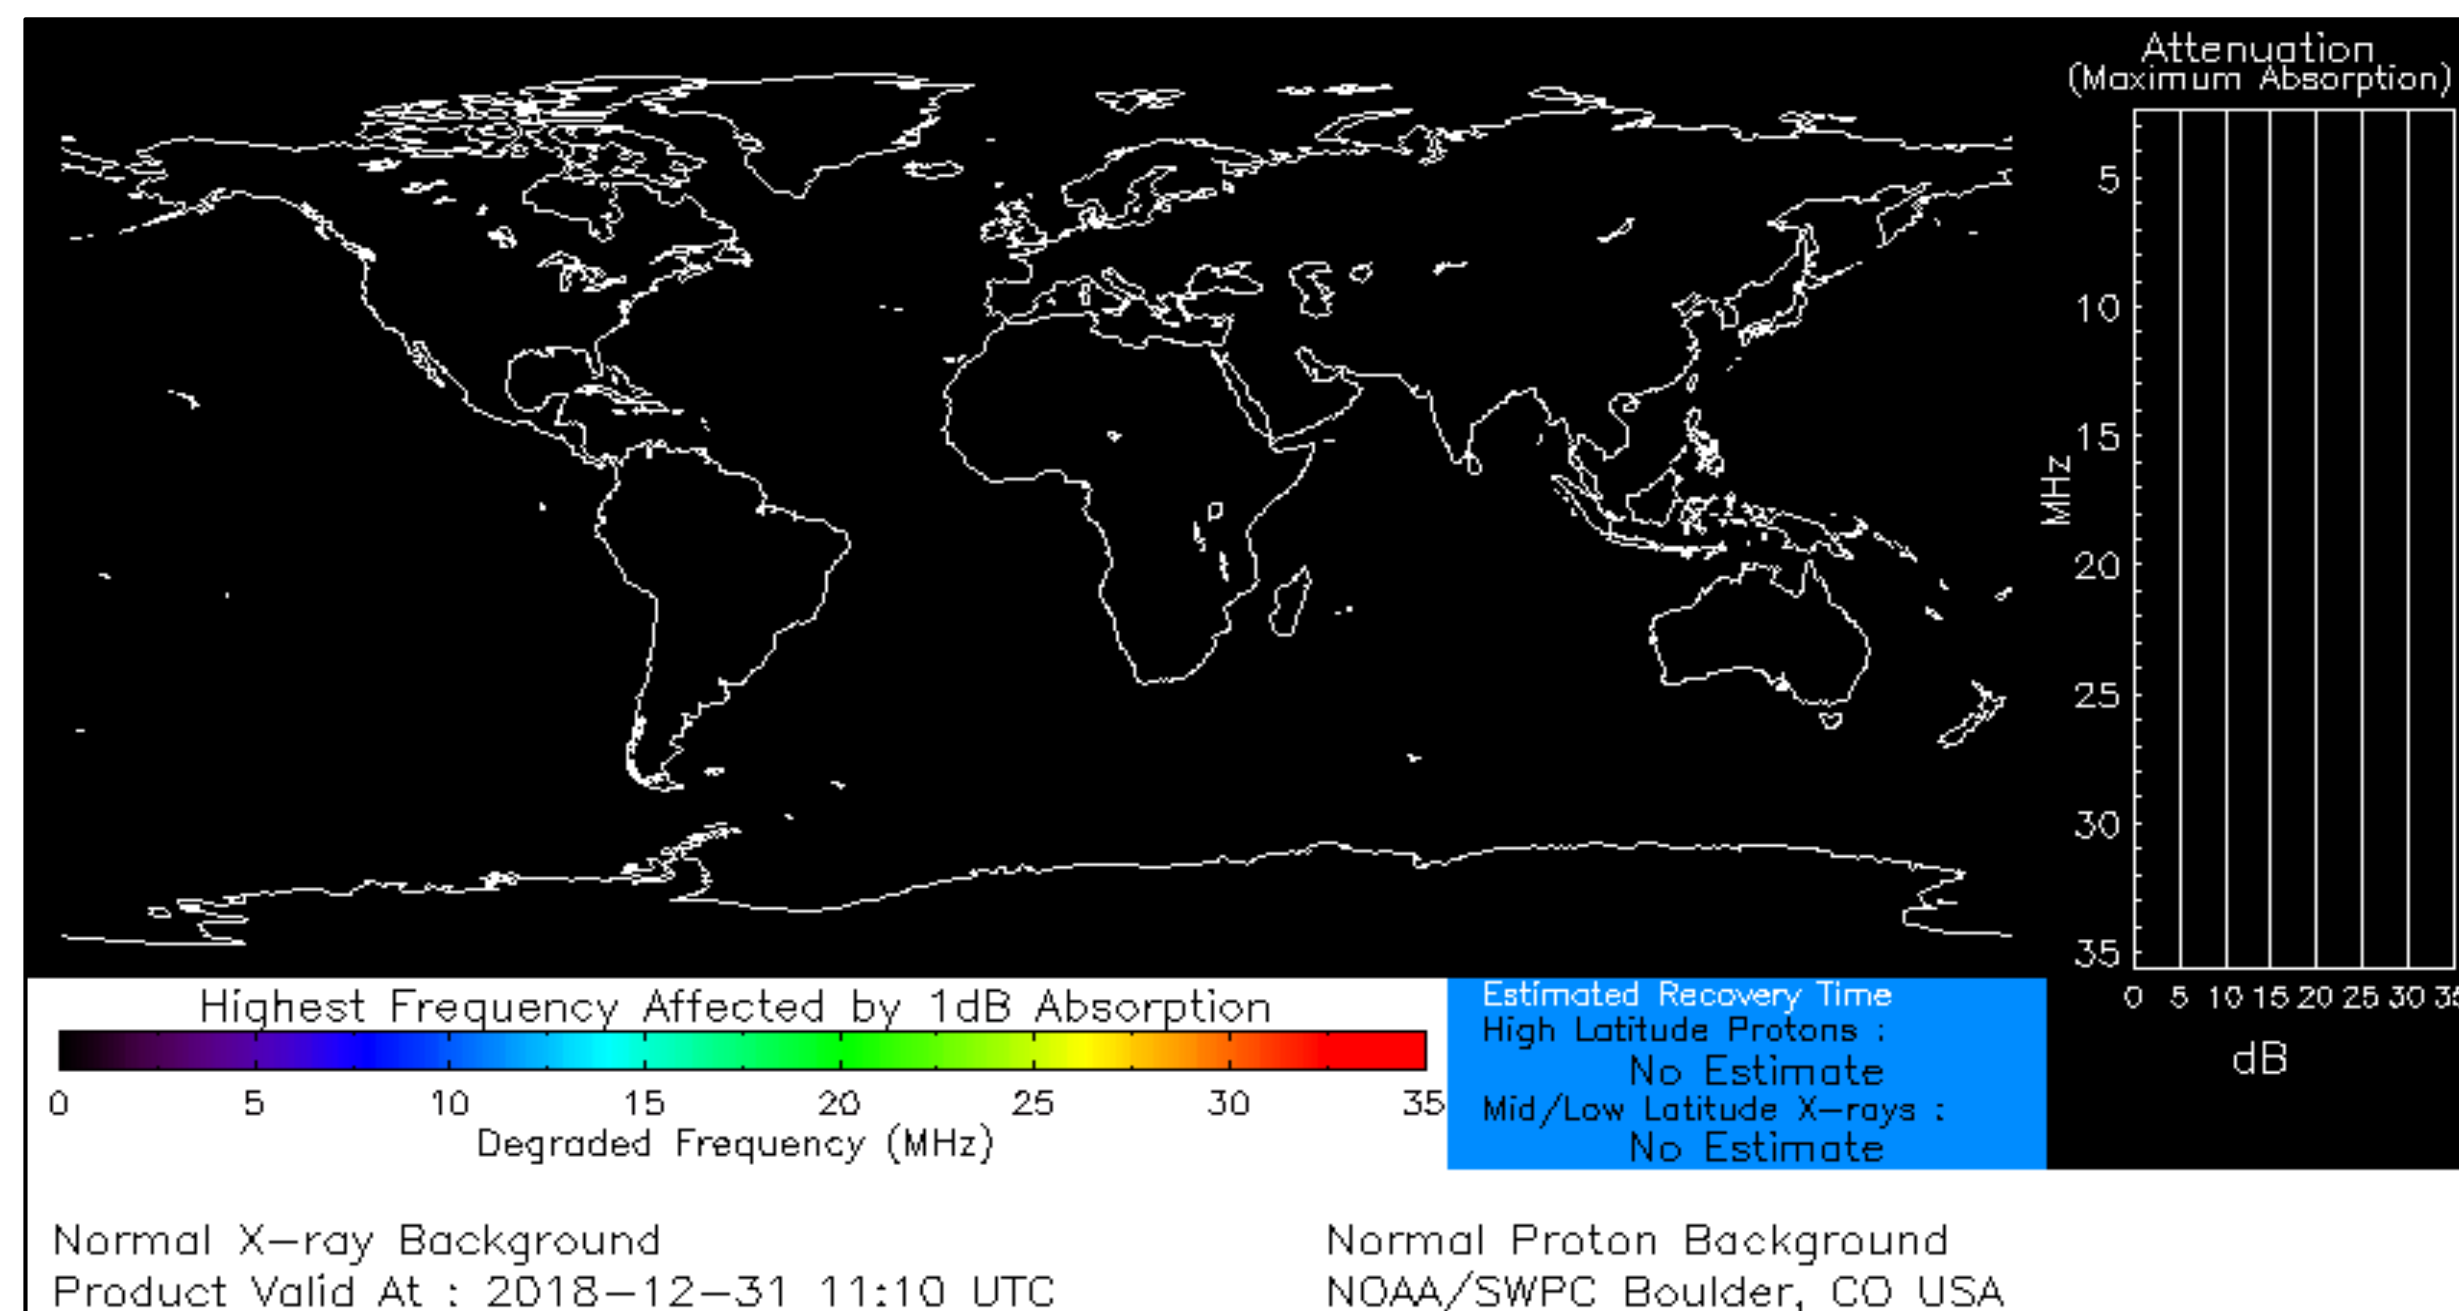 Attenuation
(Maximum Absorption)
5
10
15
20
25
30
35
MHz
0 5 10 15 20 25 30
dB
Highest Frequency Affected by 1dB Absorption
0 5 10 15 20 25 30 35
Degraded Frequency (MHz)
Estimated Recovery Time
High Latitude Protons :
No Estimate
Mid/Low Latitude X-rays :
No Estimate
Normal X-ray Background
Normal Proton Background
Product Valid At : 2018-12-31 11:10 UTC
NOAA/SWPC Boulder, CO USA